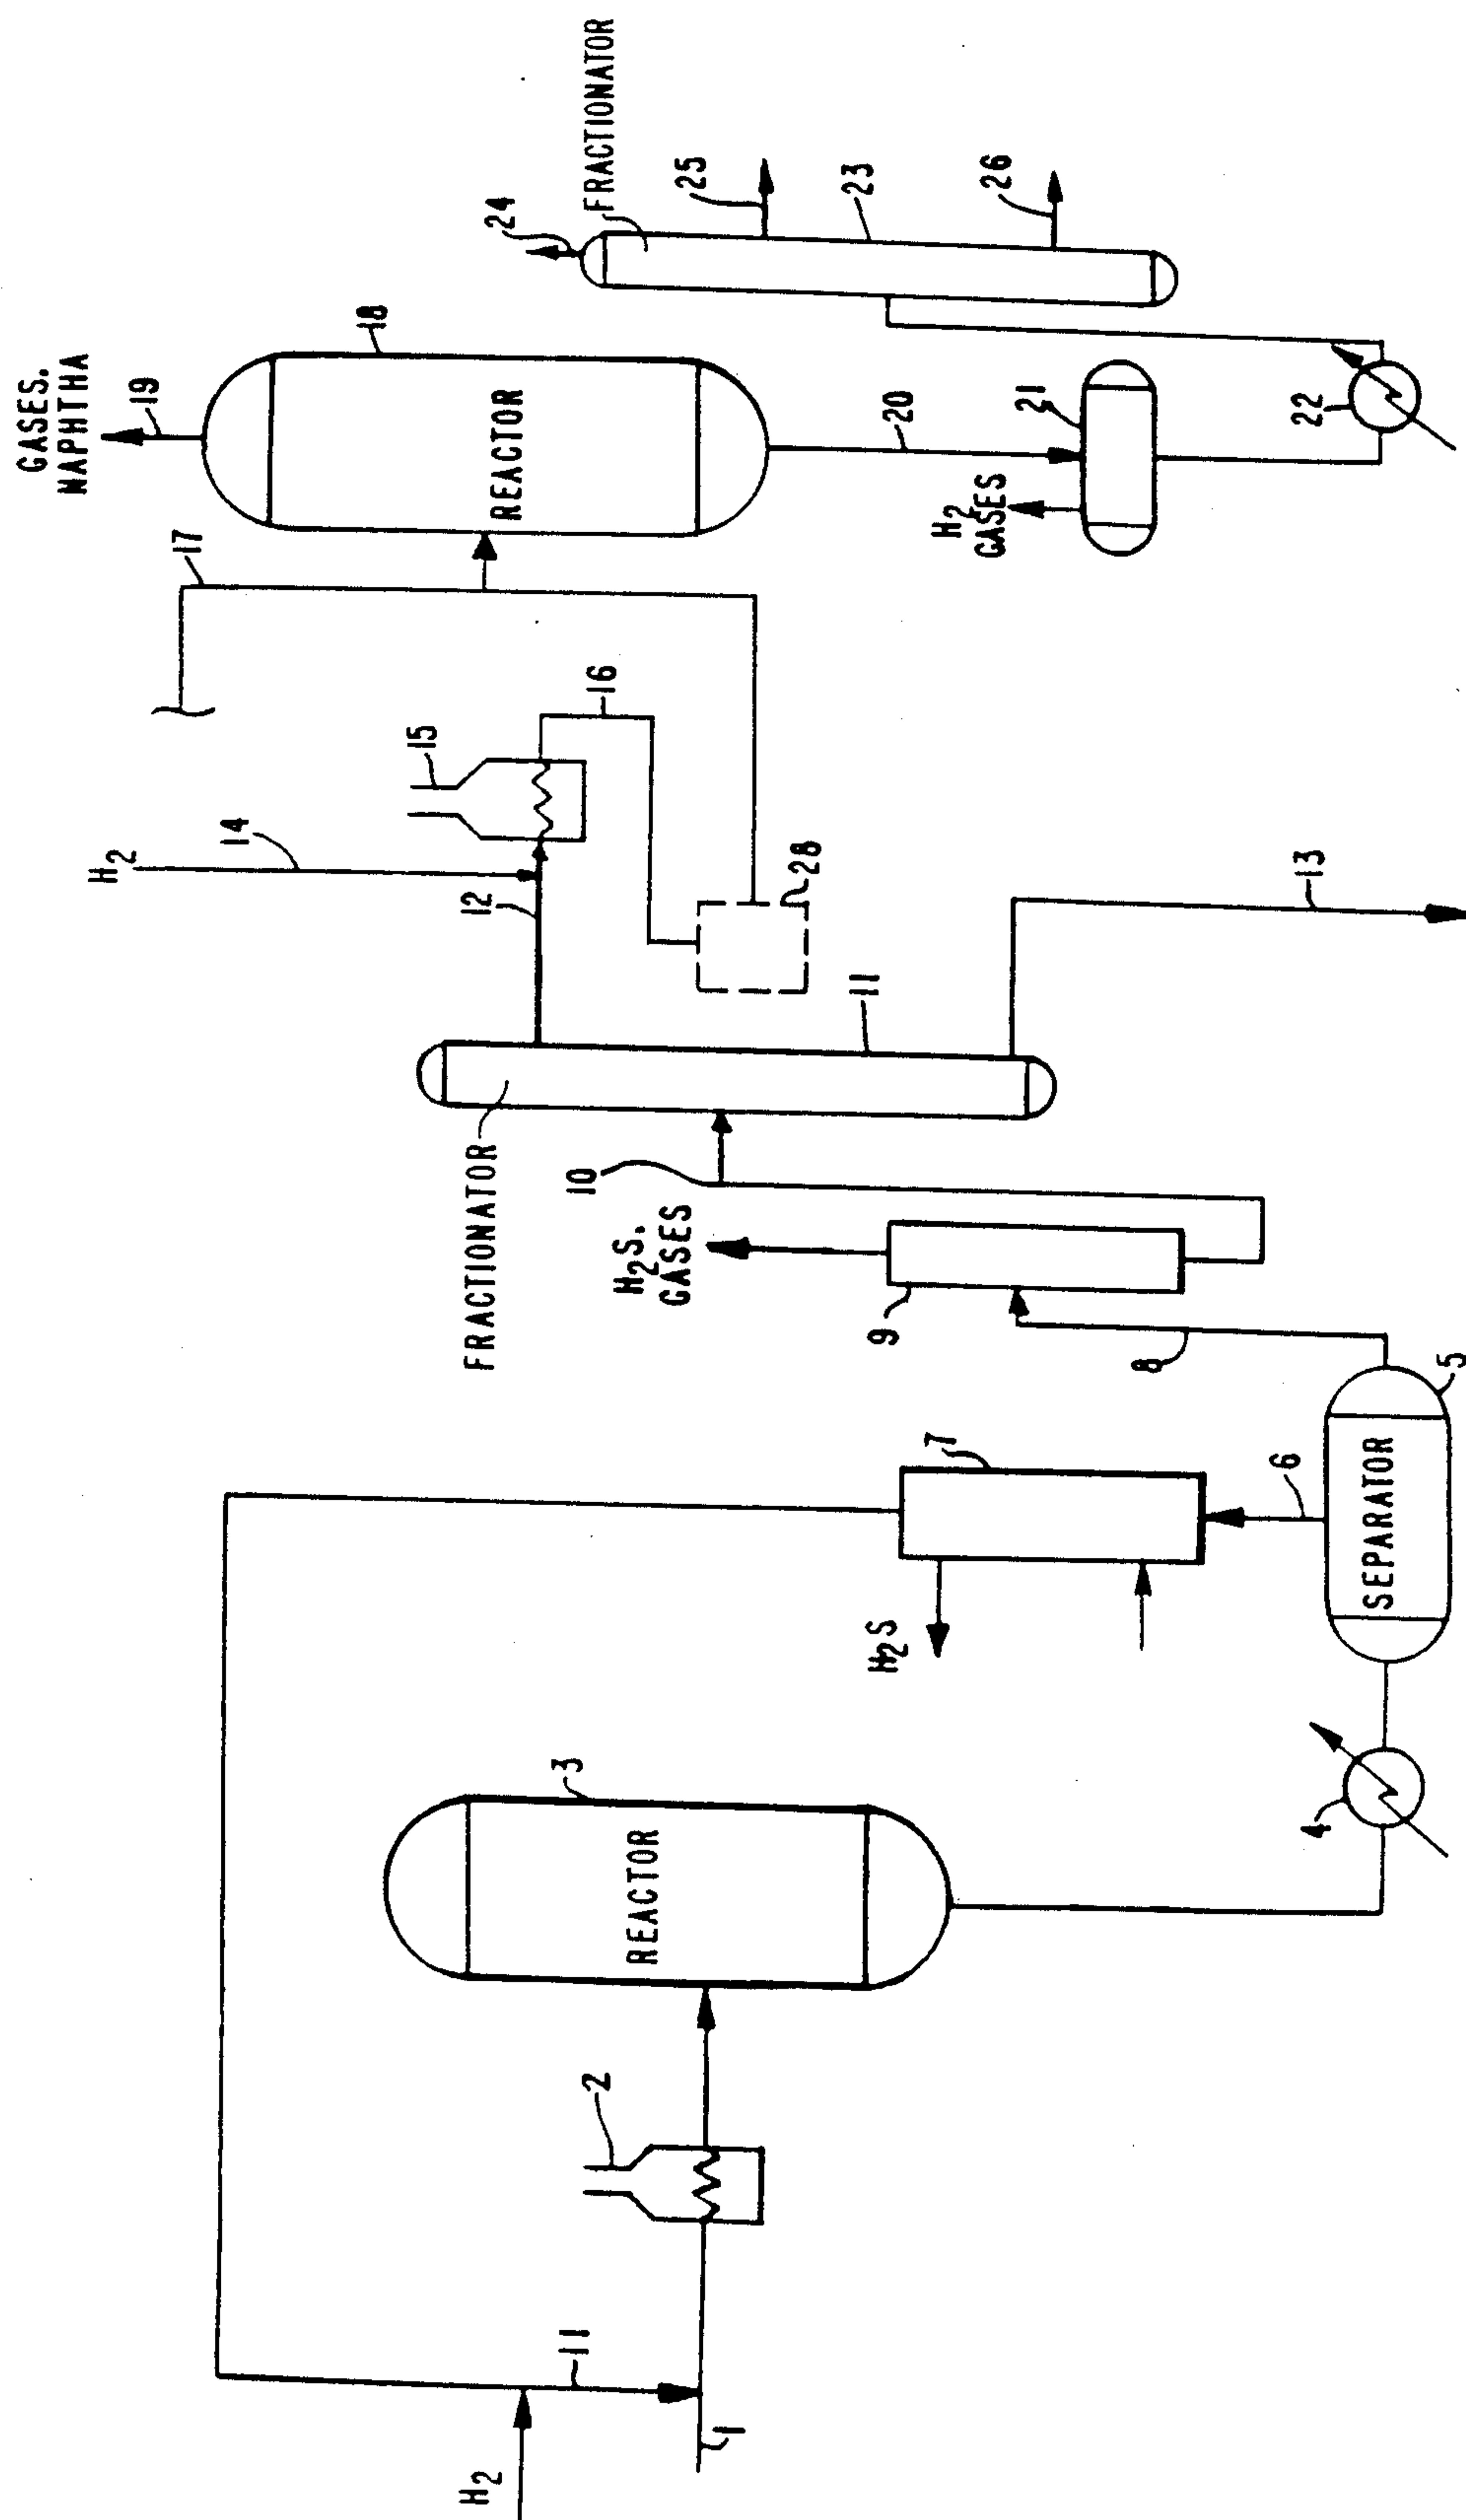 H2
11
1
2
REACTOR
3
4
SEPARATOR
5
6
7
H2S
8
9
H2S,
GASES
10
FRACTIONATOR
11
12
13
H2
14
15
16
28
17
GASES,
NAPHTHA
19
REACTOR
18
20
H2
GASES
21
22
23
24
FRACTIONATOR
25
26